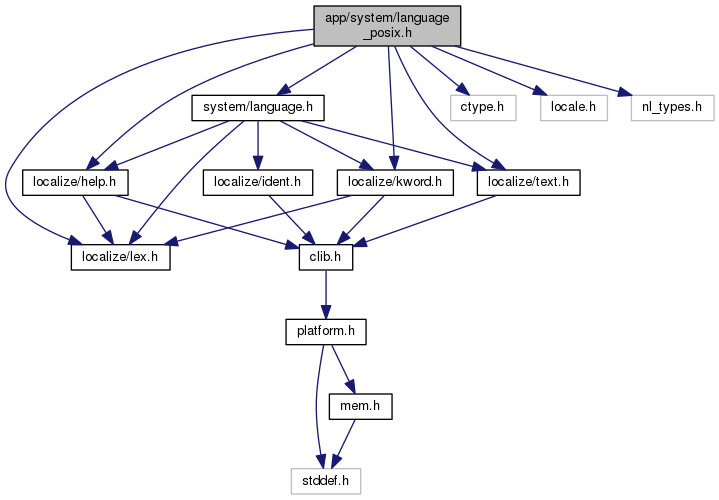 app/system/language
_posix.h
system/language.h
ctype.h
locale.h
nl_types.h
localize/help.h
localize/ident.h
localize/kword.h
localize/text.h
localize/lex.h
clib.h
platform.h
mem.h
stddef.h